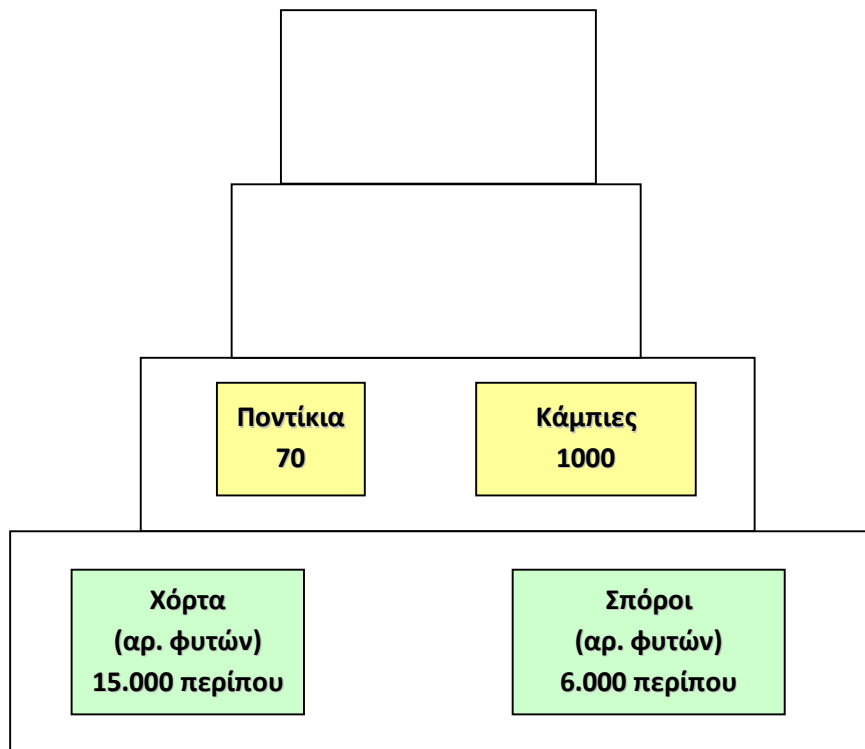 Ποντίκια
70
Κάμπιες
1000
Χόρτα
(αρ. φυτών)
15.000 περίπου
Σπόροι
(αρ. φυτών)
6.000 περίπου